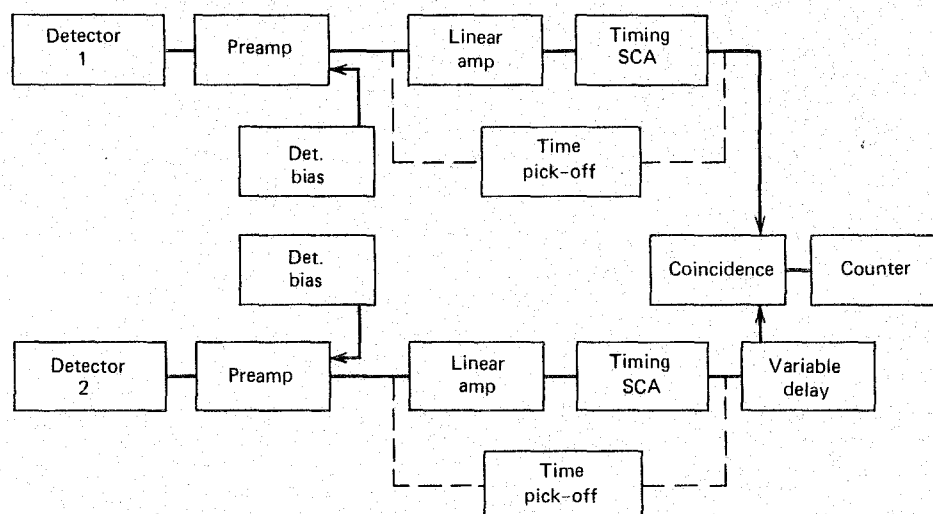 Detector
1
Preamp
Linear
amp
Timing
SCA
Det.
bias
Time
pick-off
Det.
bias
Coincidence
Counter
Detector
2
Preamp
Linear
amp
Timing
SCA
Variable
delay
Time
pick-off